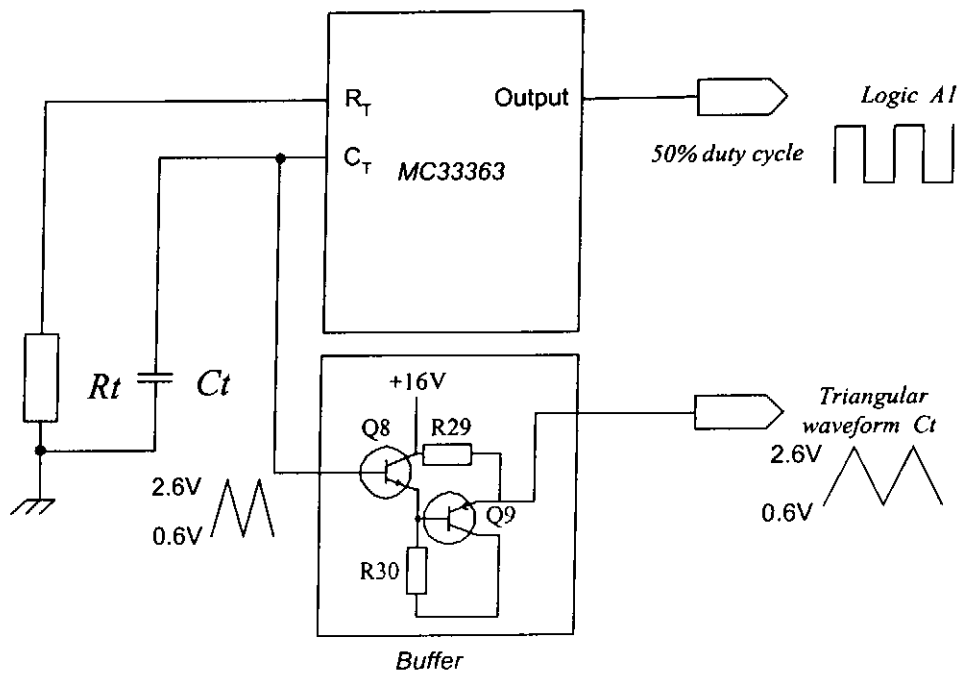 R_T
Output
C_T
MC33363
Logic A1
50% duty cycle
Rt
Ct
+16V
Q8
R29
Triangular
waveform Ct
2.6V
0.6V
2.6V
0.6V
Q9
R30
Buffer